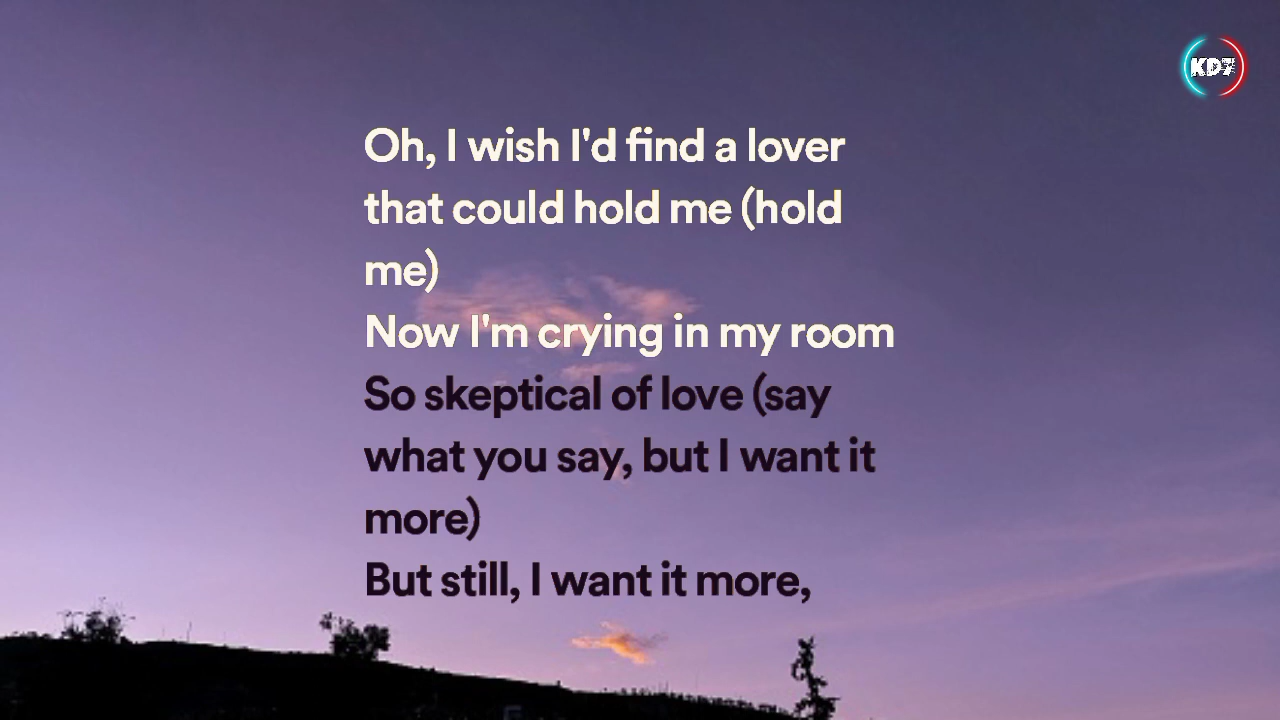 KD7
Oh, I wish I'd find a lover
that could hold me (hold
me)
Now I'm crying in my room
So skeptical of love (say
what you say, but I want it
more)
But still, I want it more,